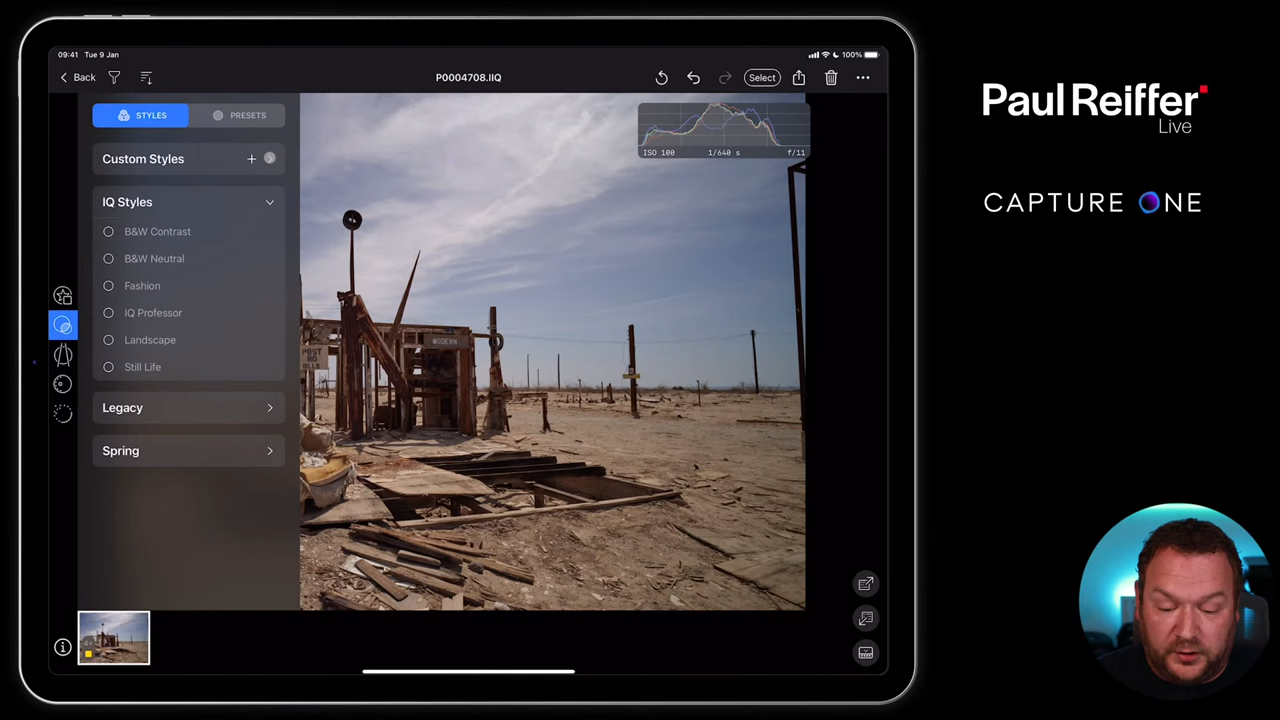 09:41 Tue 9 Jan
100%
Back
P0004708.IIQ
Select
STYLES
PRESETS
Custom Styles
IQ Styles
B&W Contrast
B&W Neutral
Fashion
IQ Professor
Landscape
Still Life
Legacy
Spring
ISO 100 1/640 s f/11
MODERN
POST
NO
BILLS
Paul Reiffer
Live
CAPTURE ONE